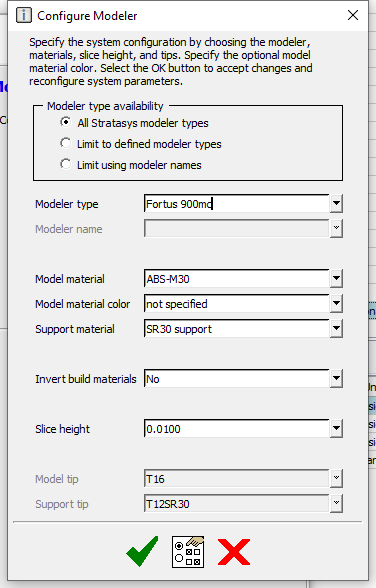 Configure Modeler
Specify the system configuration by choosing the modeler,
materials, slice height, and tips. Specify the optional model
material color. Select the OK button to accept changes and
reconfigure system parameters.
Modeler type availability
All Stratasys modeler types
Limit to defined modeler types
Limit using modeler names
Modeler type Fortus 900mc
Modeler name
Model material ABS-M30
Model material color not specified
Support material SR30 support
Invert build materials No
Slice height 0.0100
Model tip T16
Support tip T12SR30